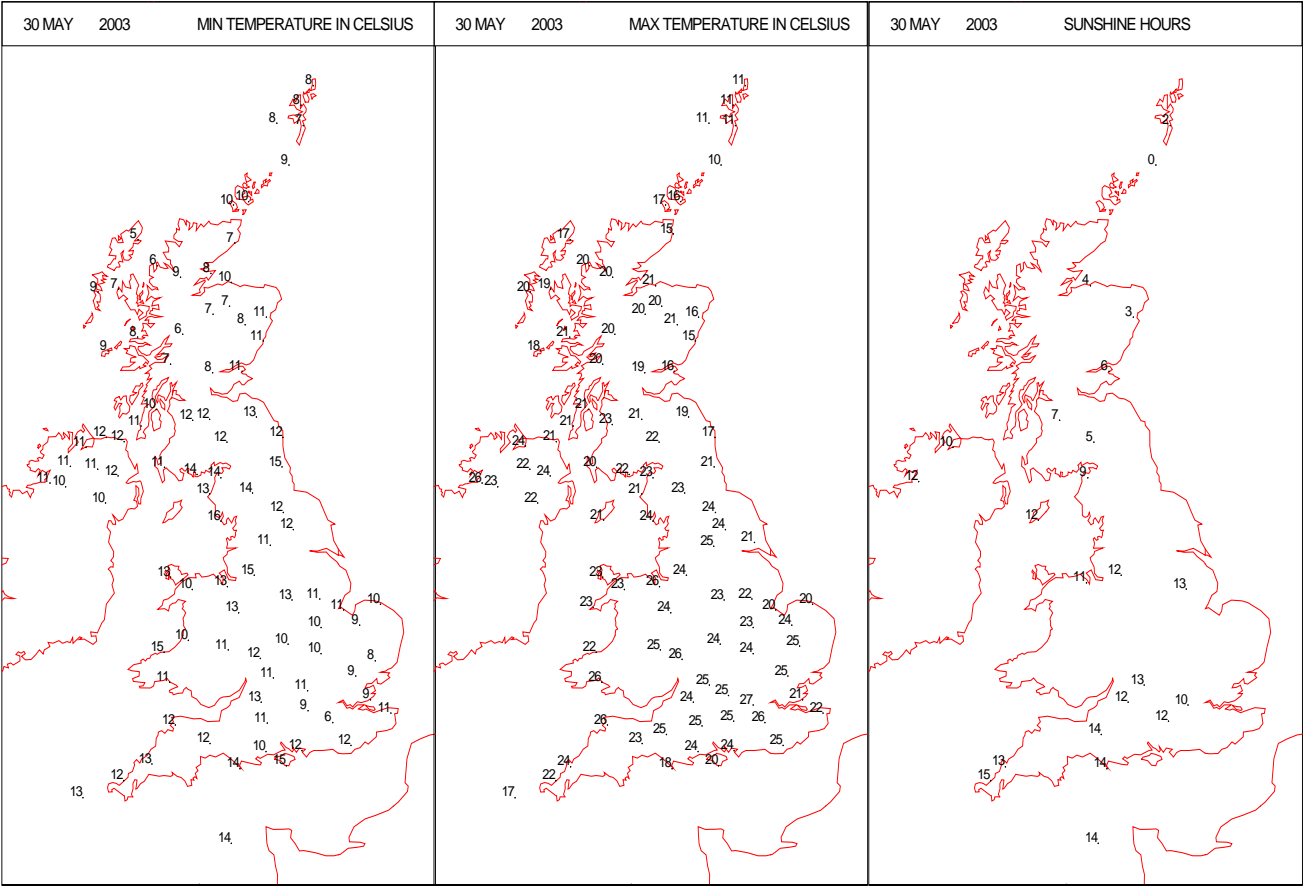 30 MAY 2003 MIN TEMPERATURE IN CELSIUS
8.
8
8. 7
9.
10 10
5 7.
6 9. 8
10
9 7
7. 7.
8 11.
8 6. 11.
9
7 8. 11
10 12. 12. 13.
11
11 12 12. 12. 12
11. 11. 12. 11 14 14 15.
11 10. 13 14.
10. 16 12.
12.
11.
13 10. 13 15.
13. 13. 11. 11 10.
10. 9.
15 10. 11. 12. 10. 10. 8.
11 11. 9.
13. 11. 9
9. 11.
12 11. 6.
12. 10. 12 12.
13 14 15
12
13.
14.
30 MAY 2003 MAX TEMPERATURE IN CELSIUS
11
11
11. 11
10.
17 16
17 15
20 20.
20 19 21
20. 20.
21. 16.
21 20. 15.
18
20. 19. 16
21 23. 21. 19.
21
24 21 22. 17
26 23. 22. 24. 20 22 23 21.
22. 21 23.
21 24 24.
24.
25. 21.
23 23. 26 24.
23 24. 23. 22. 20 20
23. 24.
22 25. 26. 24. 24. 25.
26 25. 25.
24. 25. 27. 21
22.
26 25. 25. 25. 26.
23. 24. 24 25.
24 18 20
22
17.
30 MAY 2003 SUNSHINE HOURS
2
0.
4
3.
6
7. 5.
10
12 9.
12
11 12. 13.
13.
12. 10.
12.
14.
13 14
15
14.